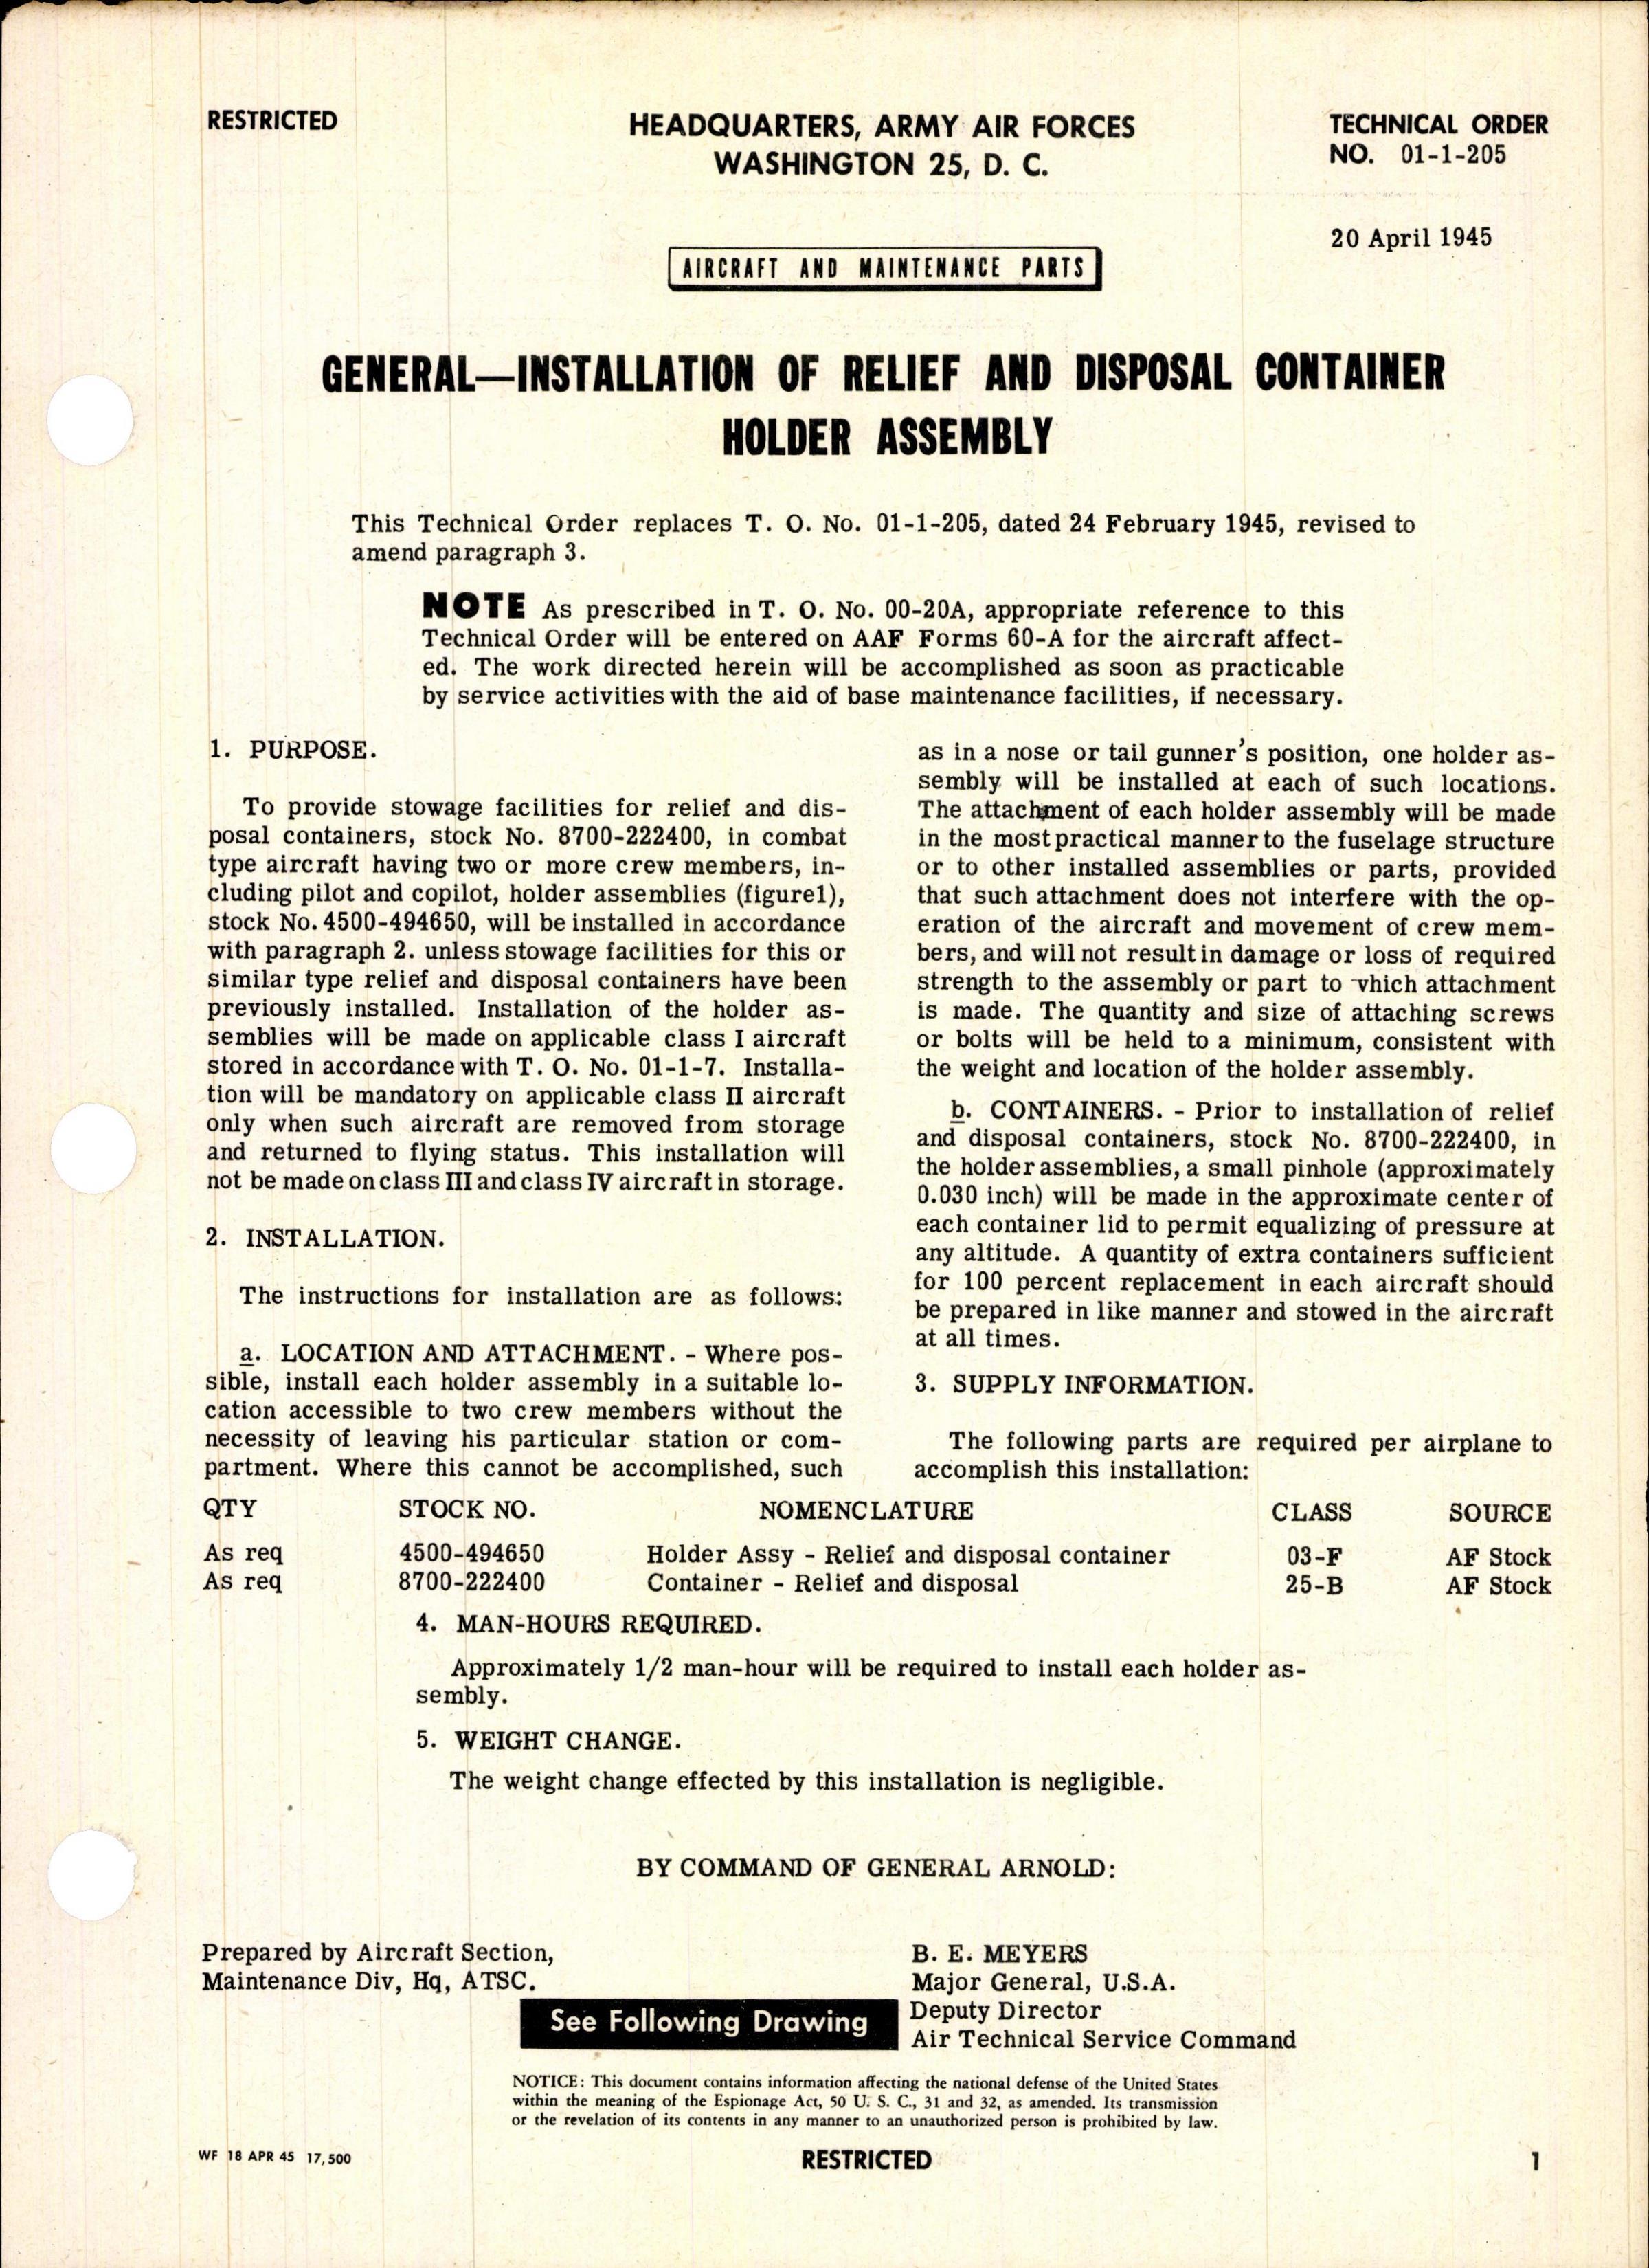 RESTRICTED
HEADQUARTERS, ARMY AIR FORCES
WASHINGTON 25, D. C.
TECHNICAL ORDER
NO. 01-1-205
20 April 1945
AIRCRAFT AND MAINTENANCE PARTS
GENERAL—INSTALLATION OF RELIEF AND DISPOSAL CONTAINER
HOLDER ASSEMBLY
This Technical Order replaces T. O. No. 01-1-205, dated 24 February 1945, revised to
amend paragraph 3.
NOTE As prescribed in T. O. No. 00-20A, appropriate reference to this
Technical Order will be entered on AAF Forms 60-A for the aircraft affect-
ed. The work directed herein will be accomplished as soon as practicable
by service activities with the aid of base maintenance facilities, if necessary.
1. PURPOSE.
To provide stowage facilities for relief and dis-
posal containers, stock No. 8700-222400, in combat
type aircraft having two or more crew members, in-
cluding pilot and copilot, holder assemblies (figure1),
stock No. 4500-494650, will be installed in accordance
with paragraph 2. unless stowage facilities for this or
similar type relief and disposal containers have been
previously installed. Installation of the holder as-
semblies will be made on applicable class I aircraft
stored in accordance with T. O. No. 01-1-7. Installa-
tion will be mandatory on applicable class II aircraft
only when such aircraft are removed from storage
and returned to flying status. This installation will
not be made on class III and class IV aircraft in storage.
2. INSTALLATION.
The instructions for installation are as follows:
a. LOCATION AND ATTACHMENT. - Where pos-
sible, install each holder assembly in a suitable lo-
cation accessible to two crew members without the
necessity of leaving his particular station or com-
partment. Where this cannot be accomplished, such
as in a nose or tail gunner's position, one holder as-
sembly will be installed at each of such locations.
The attachment of each holder assembly will be made
in the most practical manner to the fuselage structure
or to other installed assemblies or parts, provided
that such attachment does not interfere with the op-
eration of the aircraft and movement of crew mem-
bers, and will not result in damage or loss of required
strength to the assembly or part to which attachment
is made. The quantity and size of attaching screws
or bolts will be held to a minimum, consistent with
the weight and location of the holder assembly.
b. CONTAINERS. - Prior to installation of relief
and disposal containers, stock No. 8700-222400, in
the holder assemblies, a small pinhole (approximately
0.030 inch) will be made in the approximate center of
each container lid to permit equalizing of pressure at
any altitude. A quantity of extra containers sufficient
for 100 percent replacement in each aircraft should
be prepared in like manner and stowed in the aircraft
at all times.
3. SUPPLY INFORMATION.
The following parts are required per airplane to
accomplish this installation:
QTY STOCK NO. NOMENCLATURE CLASS SOURCE
As req 4500-494650 Holder Assy - Relief and disposal container 03-F AF Stock
As req 8700-222400 Container - Relief and disposal 25-B AF Stock
4. MAN-HOURS REQUIRED.
Approximately 1/2 man-hour will be required to install each holder as-
sembly.
5. WEIGHT CHANGE.
The weight change effected by this installation is negligible.
BY COMMAND OF GENERAL ARNOLD:
Prepared by Aircraft Section,
Maintenance Div, Hq, ATSC.
B. E. MEYERS
Major General, U.S.A.
Deputy Director
Air Technical Service Command
See Following Drawing
NOTICE: This document contains information affecting the national defense of the United States
within the meaning of the Espionage Act, 50 U. S. C., 31 and 32, as amended. Its transmission
or the revelation of its contents in any manner to an unauthorized person is prohibited by law.
WF 18 APR 45 17,500
RESTRICTED
1